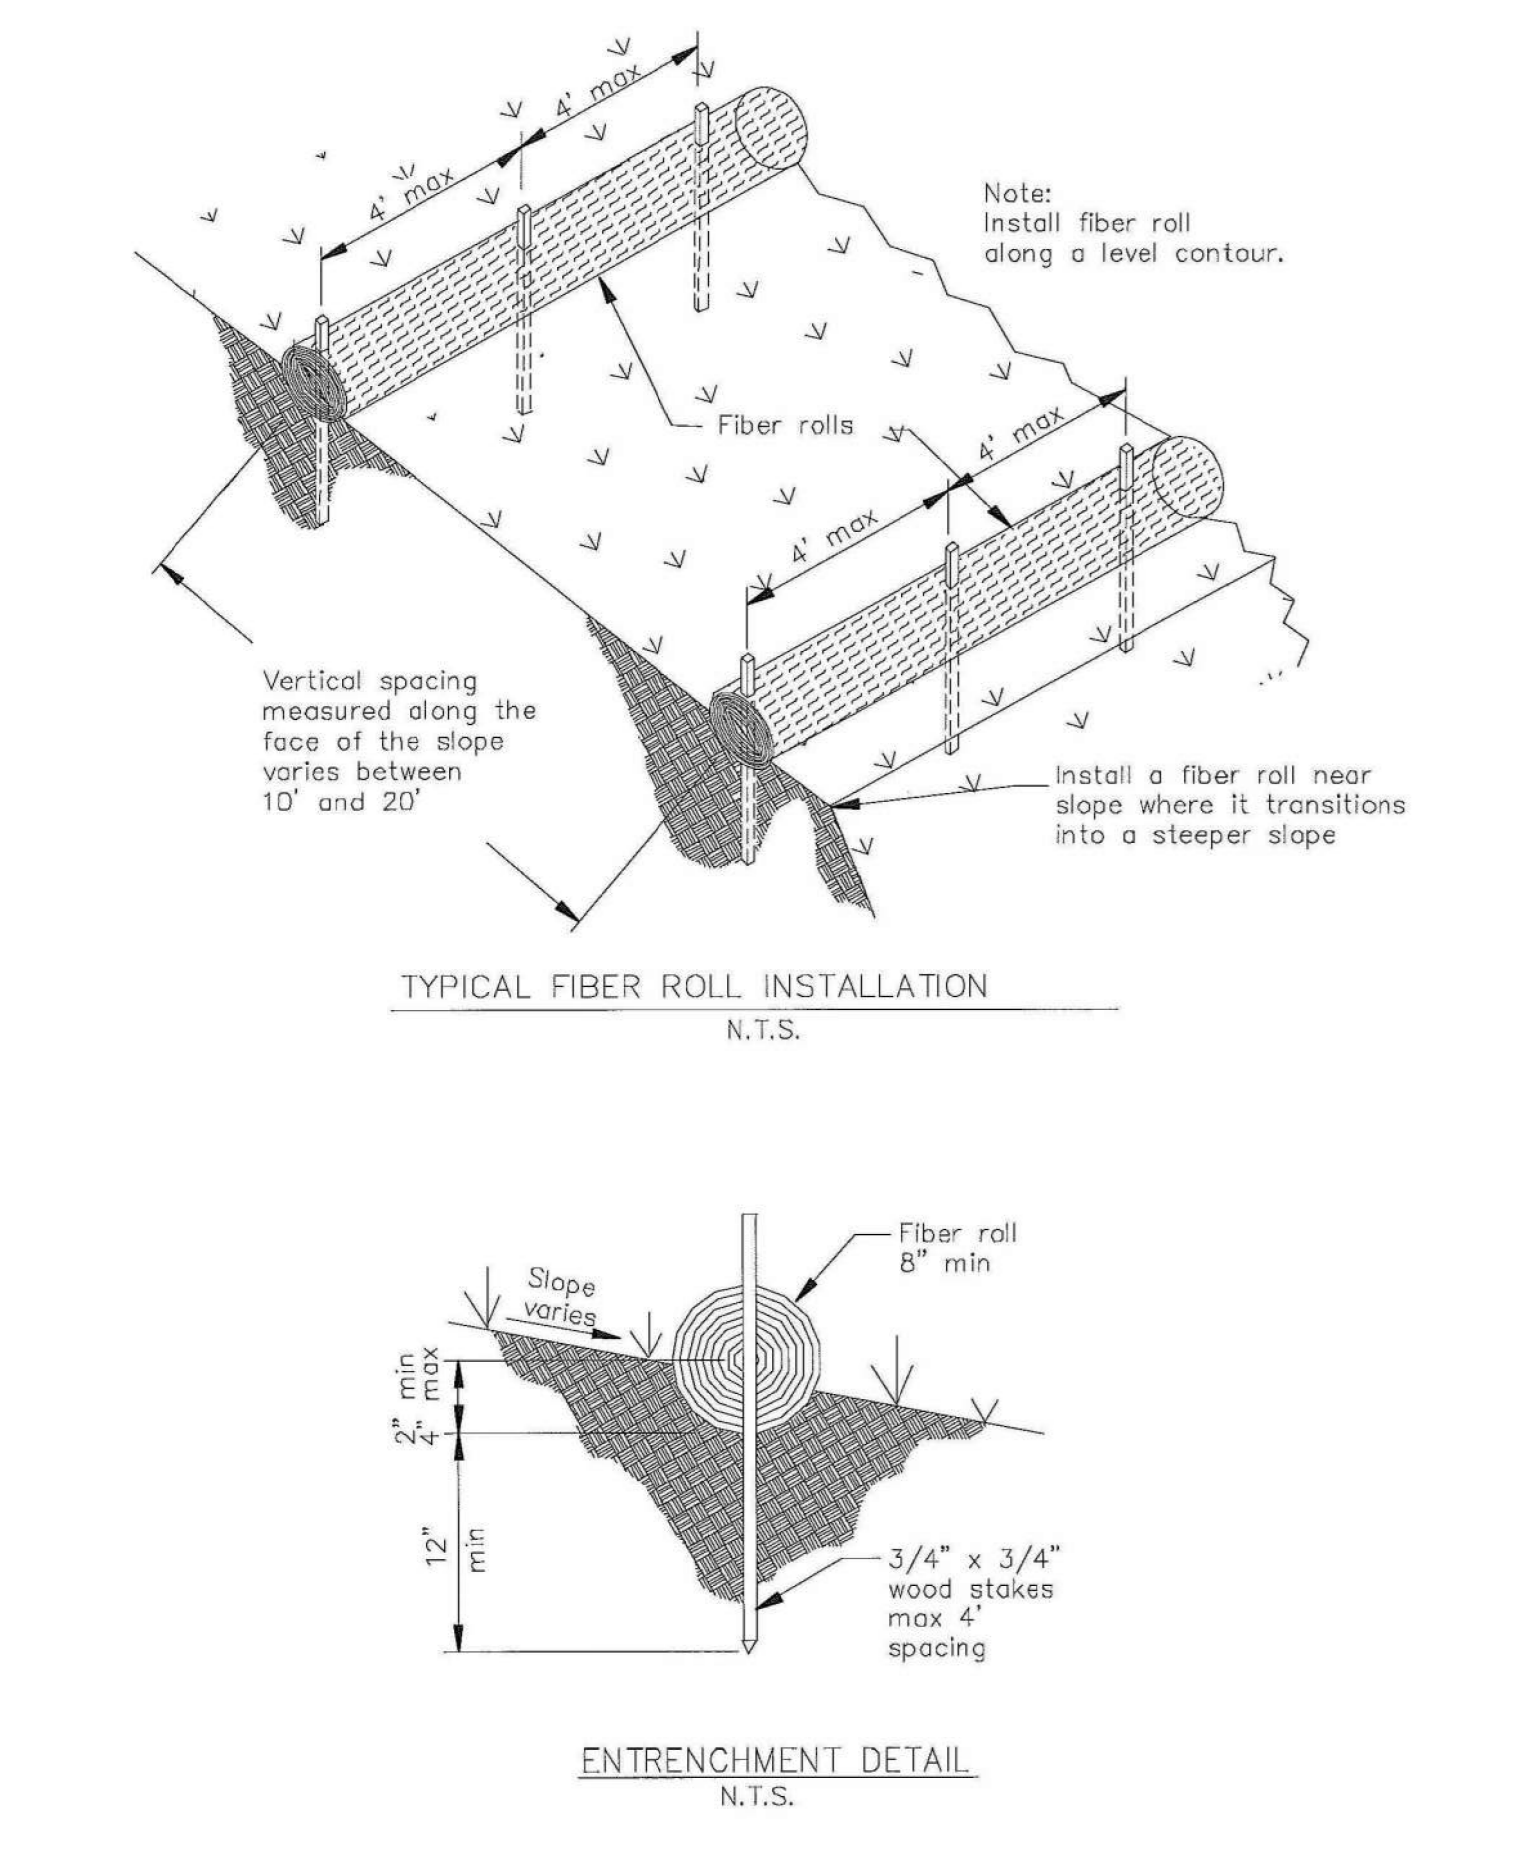 4' max
4' max
Note:
Install fiber roll
along a level contour.
Fiber rolls
4' max
4' max
Vertical spacing
measured along the
face of the slope
varies between
10' and 20'
Install a fiber roll near
slope where it transitions
into a steeper slope
TYPICAL FIBER ROLL INSTALLATION
N.T.S.
Fiber roll
8" min
Slope
varies
2" min
4" max
12"
min
3/4" x 3/4"
wood stakes
max 4'
spacing
ENTRENCHMENT DETAIL
N.T.S.